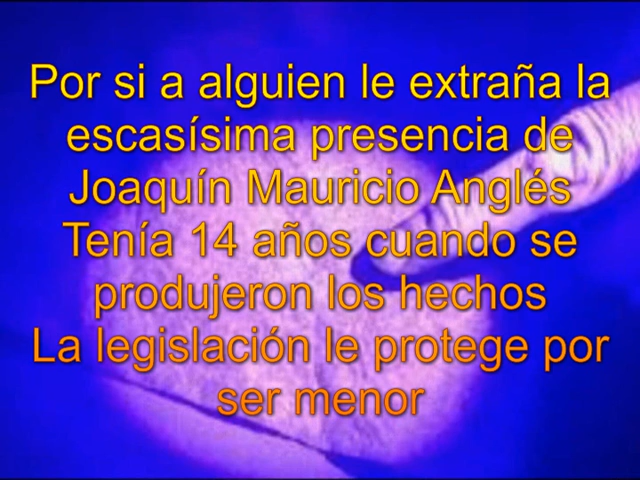 Por si a alguien le extraña la
escasísima presencia de
Joaquín Mauricio Anglés
Tenía 14 años cuando se
produjeron los hechos
La legislación le protege por
ser menor